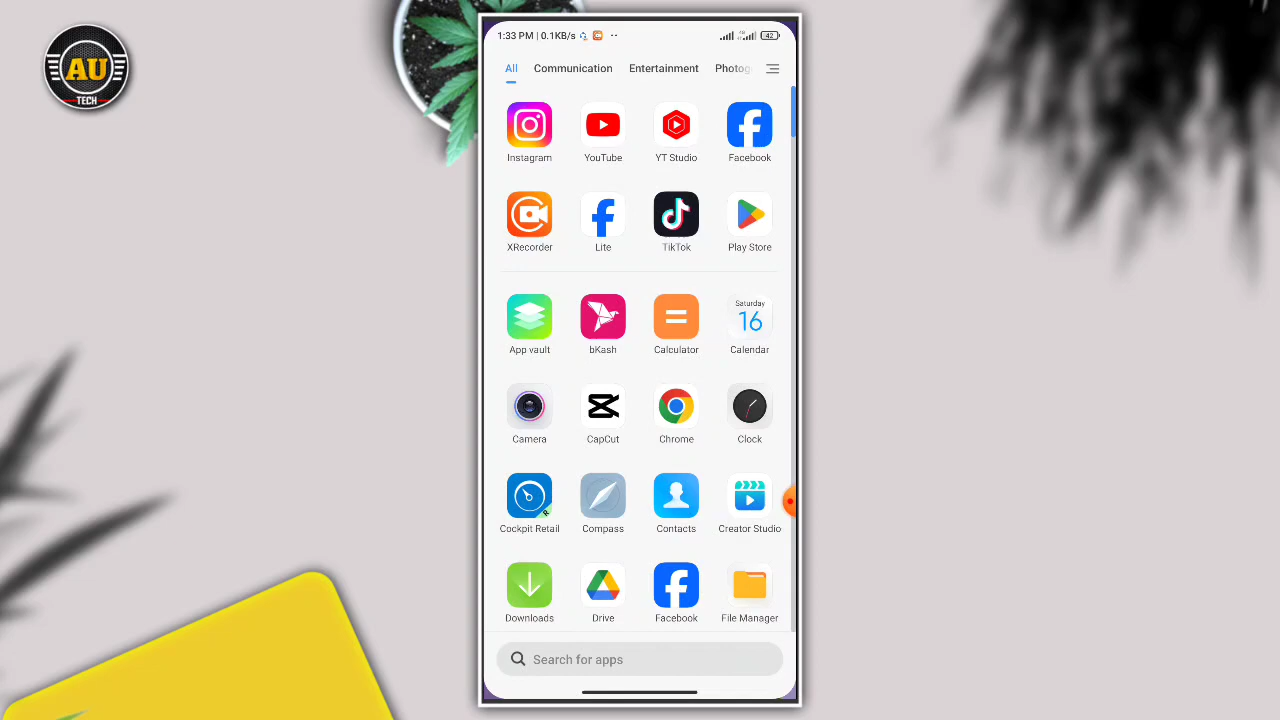 AU
TECH
1:33 PM | 0.1KB/s
42
All Communication Entertainment Photog
Instagram YouTube YT Studio Facebook
XRecorder Lite TikTok Play Store
Saturday
16
App vault bKash Calculator Calendar
Camera CapCut Chrome Clock
Cockpit Retail Compass Contacts Creator Studio
Downloads Drive Facebook File Manager
Search for apps